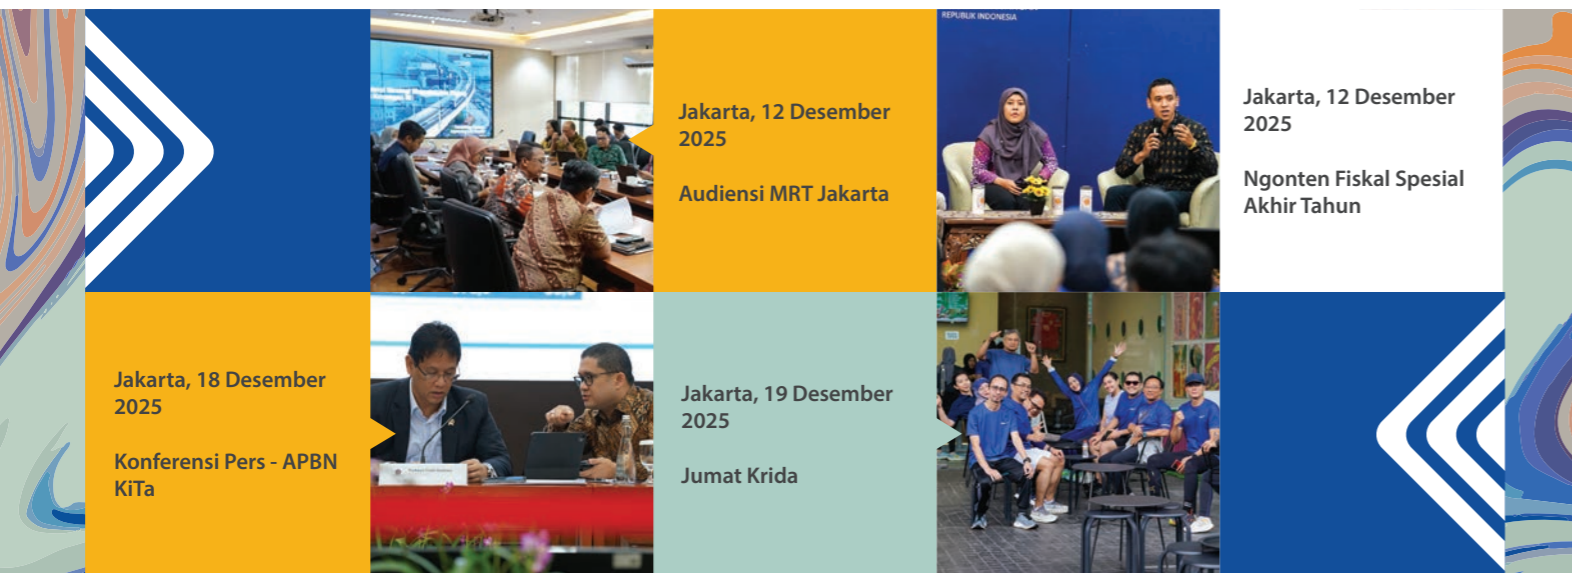 REPUBLIK INDONESIA
Jakarta, 12 Desember
2025
Audiensi MRT Jakarta
Jakarta, 12 Desember
2025
Ngonten Fiskal Spesial
Akhir Tahun
Jakarta, 18 Desember
2025
Konferensi Pers - APBN
KiTa
Jakarta, 19 Desember
2025
Jumat Krida